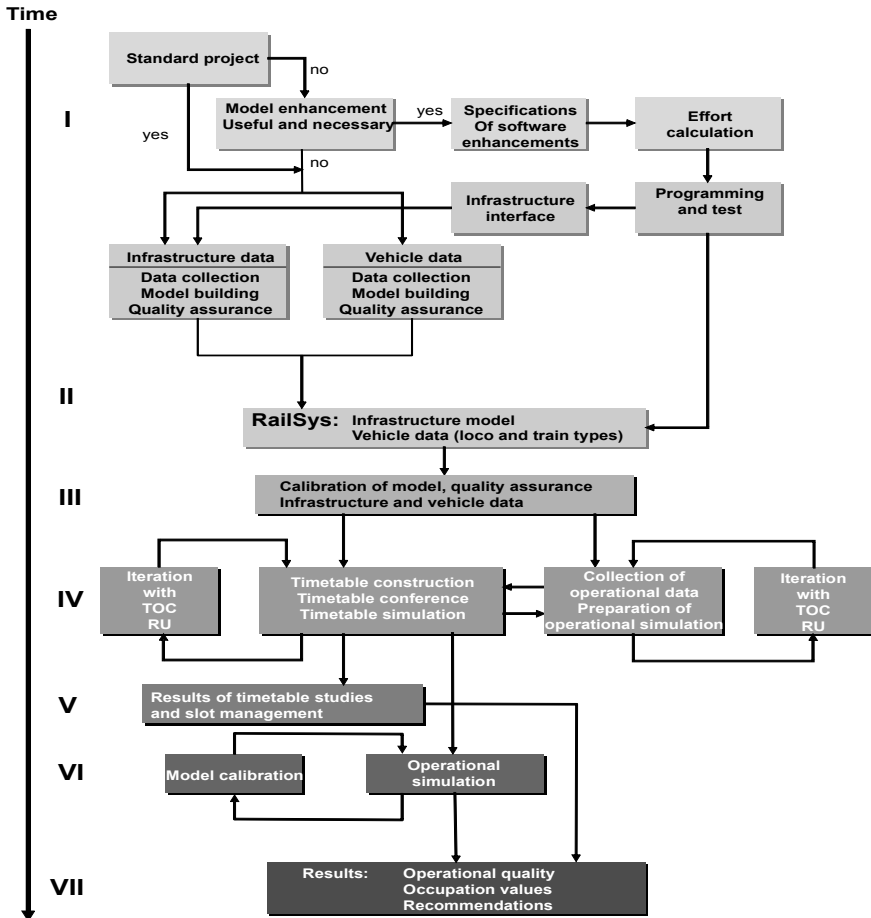 Time
Standard project
no
I
Model enhancement
Useful and necessary
yes
Specifications
Of software
enhancements
Effort
calculation
yes
no
Infrastructure
interface
Programming
and test
Infrastructure data
Data collection
Model building
Quality assurance
Vehicle data
Data collection
Model building
Quality assurance
II
RailSys: Infrastructure model
Vehicle data (loco and train types)
III
Calibration of model, quality assurance
Infrastructure and vehicle data
IV
Iteration
with
TOC
RU
Timetable construction
Timetable conference
Timetable simulation
Collection of
operational data
Preparation of
operational simulation
Iteration
with
TOC
RU
V
Results of timetable studies
and slot management
VI
Model calibration
Operational
simulation
VII
Results: Operational quality
Occupation values
Recommendations